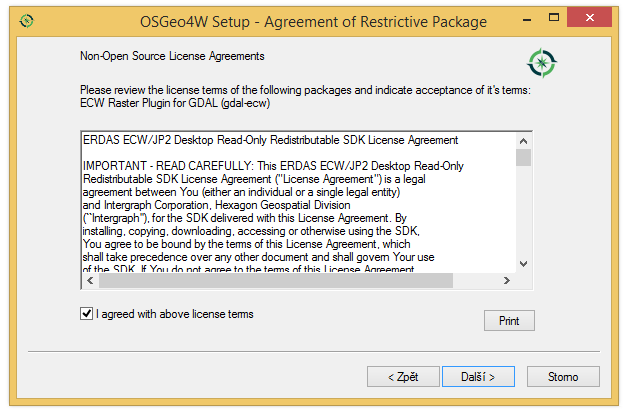 OSGeo4W Setup - Agreement of Restrictive Package
Non-Open Source License Agreements
Please review the license terms of the following packages and indicate acceptance of it's terms:
ECW Raster Plugin for GDAL (gdal-ecw)
ERDAS ECW/JP2 Desktop Read-Only Redistributable SDK License Agreement
IMPORTANT - READ CAREFULLY: This ERDAS ECW/JP2 Desktop Read-Only
Redistributable SDK License Agreement ("License Agreement") is a legal
agreement between You (either an individual or a single legal entity)
and Intergraph Corporation, Hexagon Geospatial Division
(``Intergraph"), for the SDK delivered with this License Agreement. By
installing, copying, downloading, accessing or otherwise using the SDK,
You agree to be bound by the terms of this License Agreement, which
shall take precedence over any other document and shall govern Your use
of the SDK. If You do not agree to the terms of this License Agreement
I agreed with above license terms
Print
< Zpět
Další >
Storno